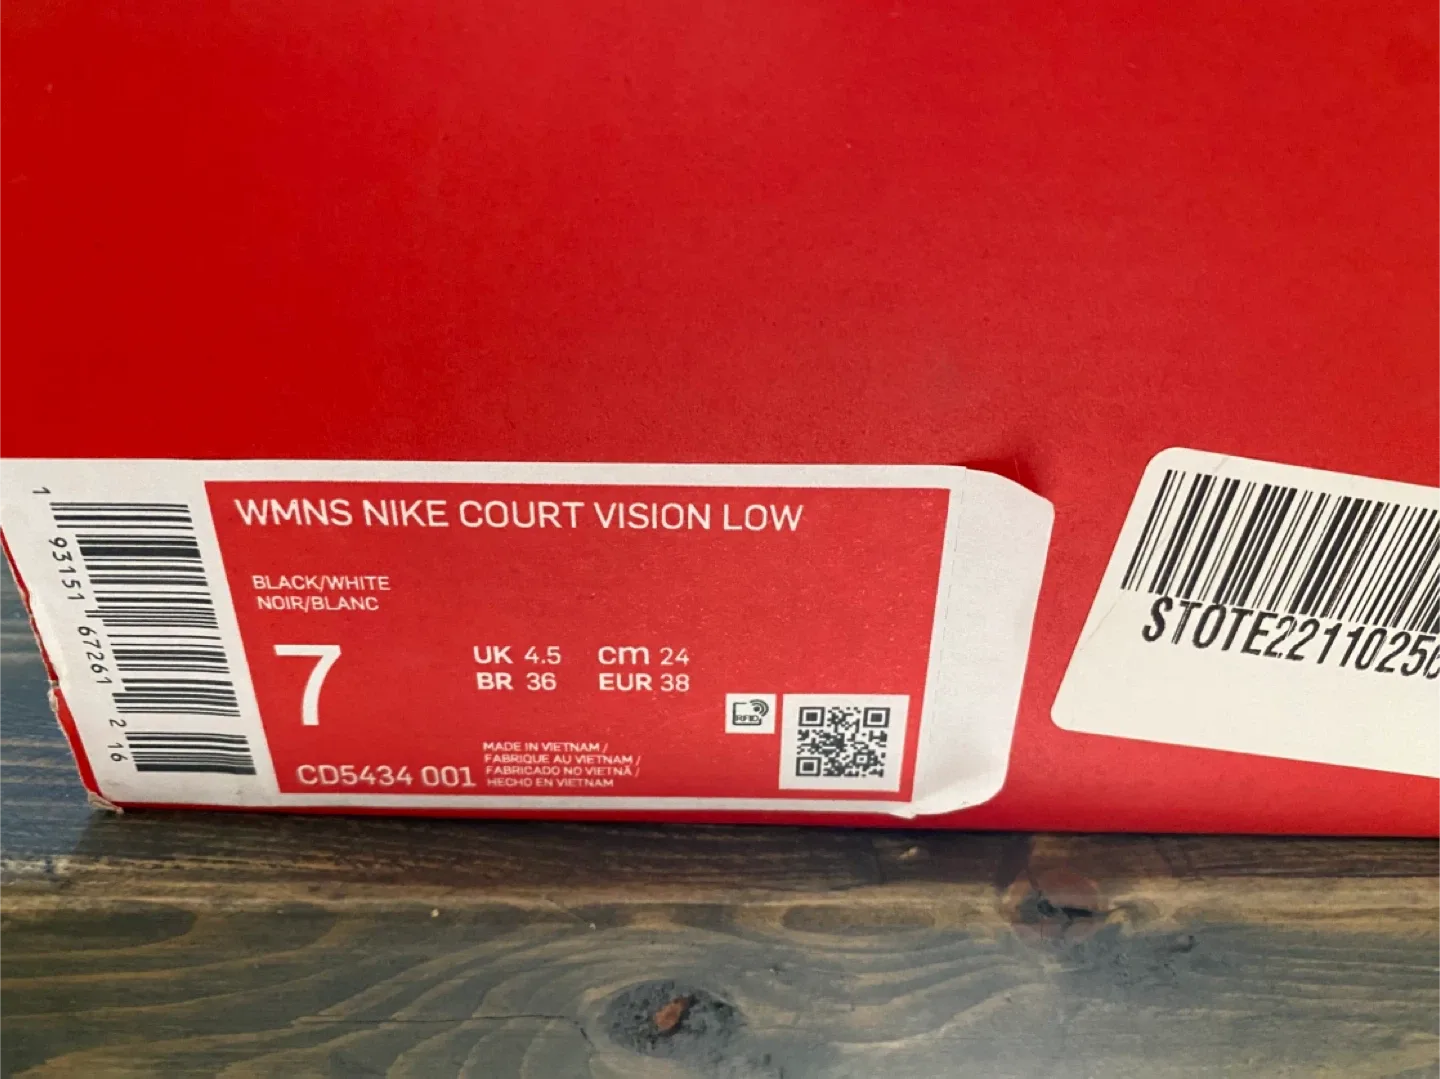 WMNS NIKE COURT VISION LOW
BLACK/WHITE
NOIR/BLANC
7
UK 4.5 cm 24
BR 36 EUR 38
RFID
CD5434 001
MADE IN VIETNAM /
FABRIQUE AU VIETNAM /
FABRICADO NO VIETNÃ /
HECHO EN VIETNAM
1 93151 67261 2 16
STOTE2211025